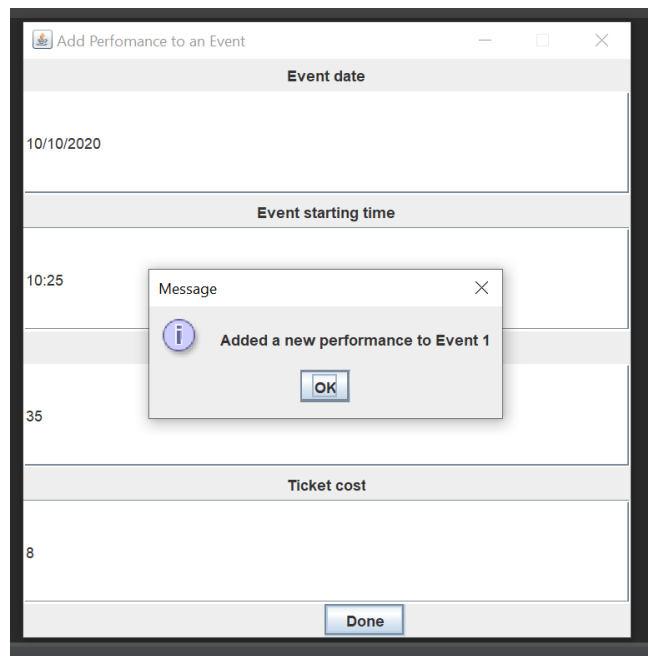 Add Perfomance to an Event
Event date
10/10/2020
Event starting time
10:25
Message
Added a new performance to Event 1
OK
35
Ticket cost
8
Done